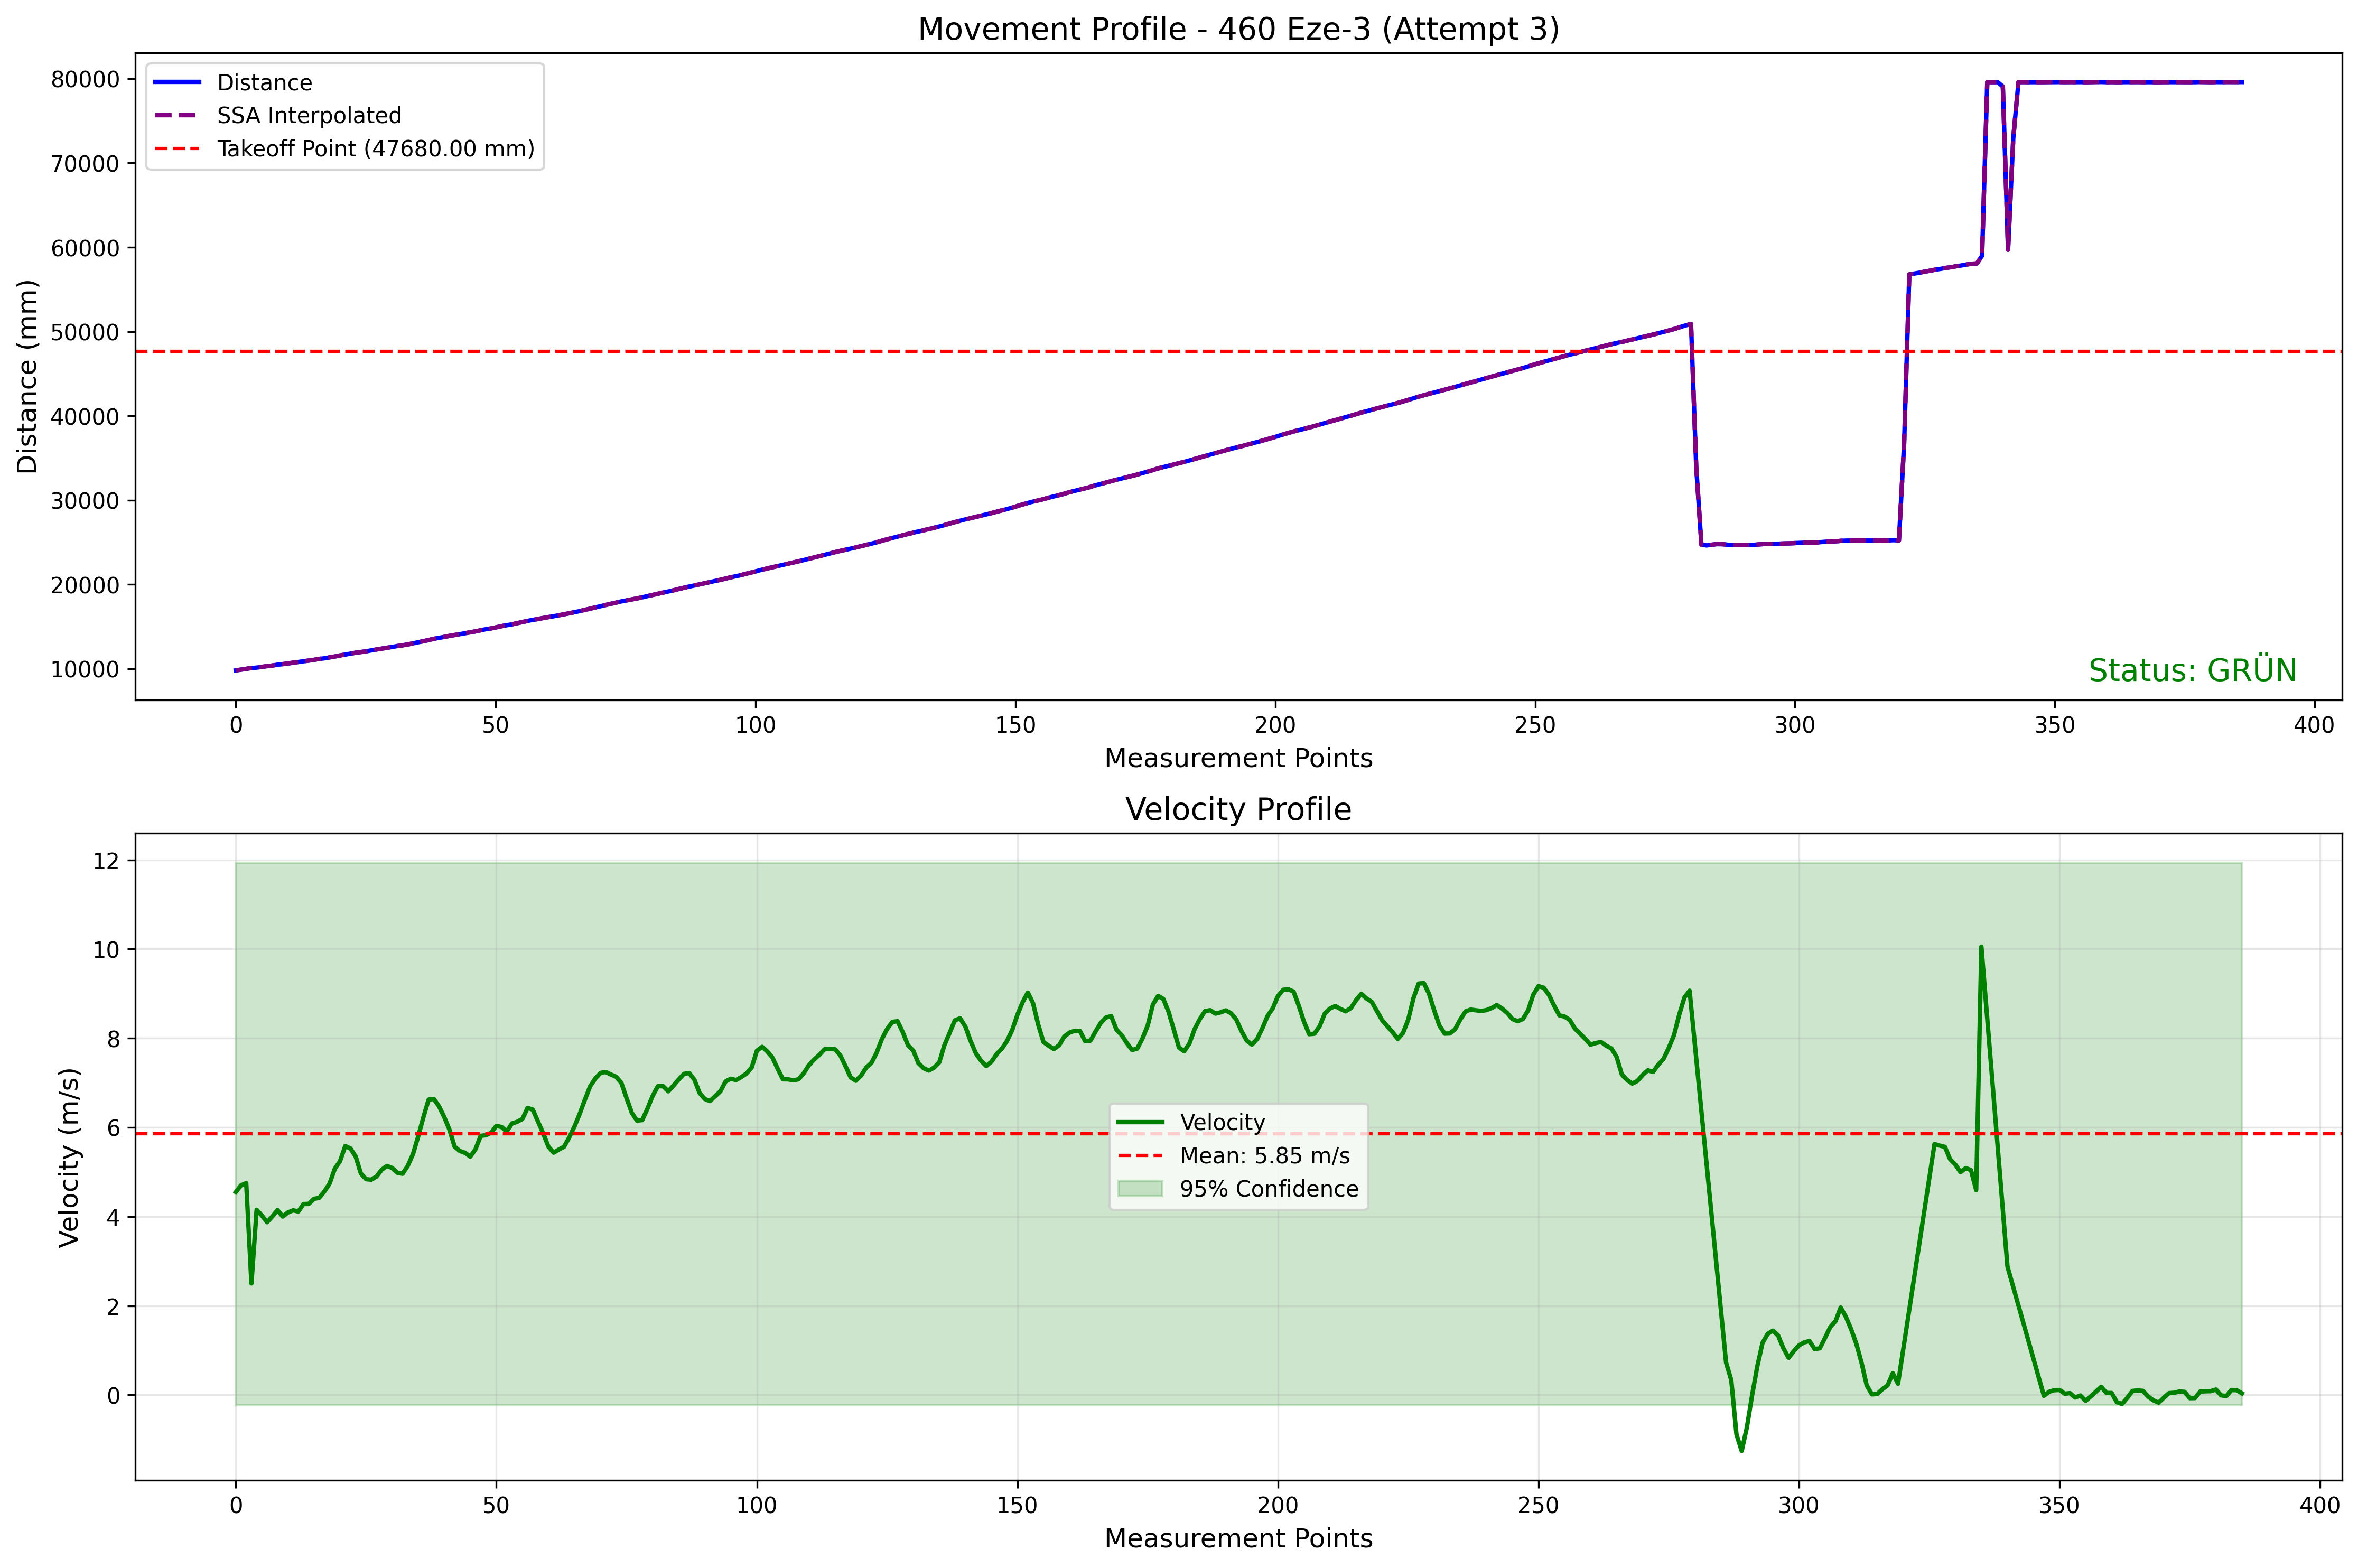 Movement Profile - 460 Eze-3 (Attempt 3)
Distance (mm)
80000
70000
60000
50000
40000
30000
20000
10000
Distance
SSA Interpolated
Takeoff Point (47680.00 mm)
Status: GRÜN
0 50 100 150 200 250 300 350 400
Measurement Points
Velocity Profile
Velocity (m/s)
12
10
8
6
4
2
0
Velocity
Mean: 5.85 m/s
95% Confidence
0 50 100 150 200 250 300 350 400
Measurement Points